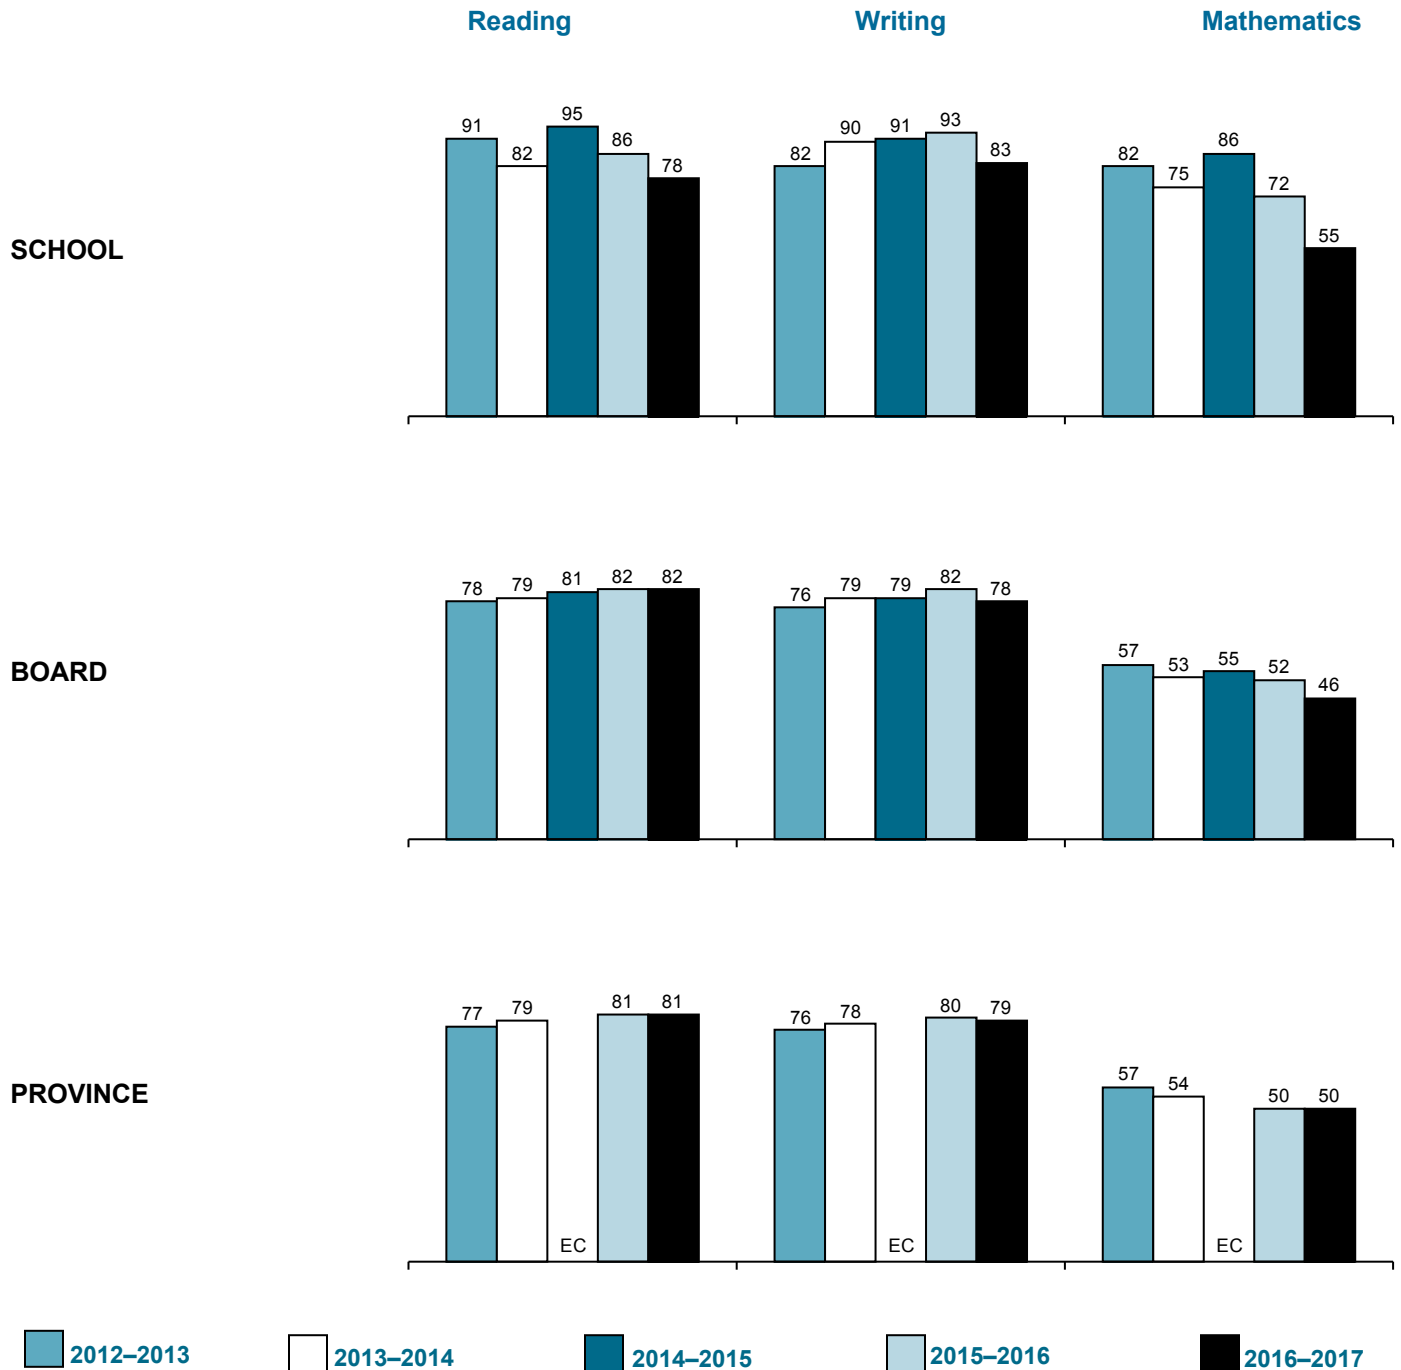 Reading Writing Mathematics
SCHOOL
91 82 95 86 78 82 90 91 93 83 82 75 86 72 55
BOARD
78 79 81 82 82 76 79 79 82 78 57 53 55 52 46
PROVINCE
77 79 EC 81 81 76 78 EC 80 79 57 54 EC 50 50
2012–2013 2013–2014 2014–2015 2015–2016 2016–2017